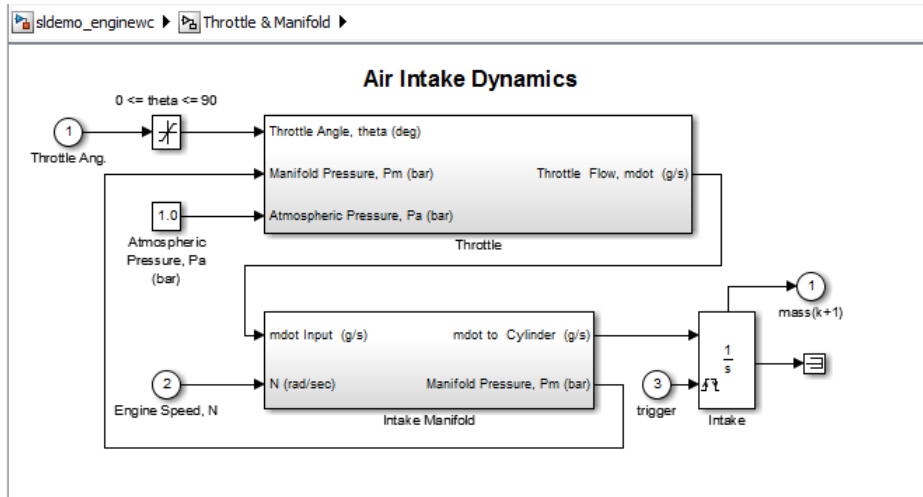 sldemo_enginewc ▶ Throttle & Manifold ▶
Air Intake Dynamics
0 <= theta <= 90
1
Throttle Ang.
Throttle Angle, theta (deg)
Manifold Pressure, Pm (bar)
Throttle Flow, mdot (g/s)
1.0
Atmospheric Pressure, Pa (bar)
Atmospheric
Pressure, Pa
(bar)
Throttle
1
mass(k+1)
mdot Input (g/s)
mdot to Cylinder (g/s)
1
s
2
N (rad/sec)
Manifold Pressure, Pm (bar)
3
Engine Speed, N
Intake Manifold
trigger
Intake